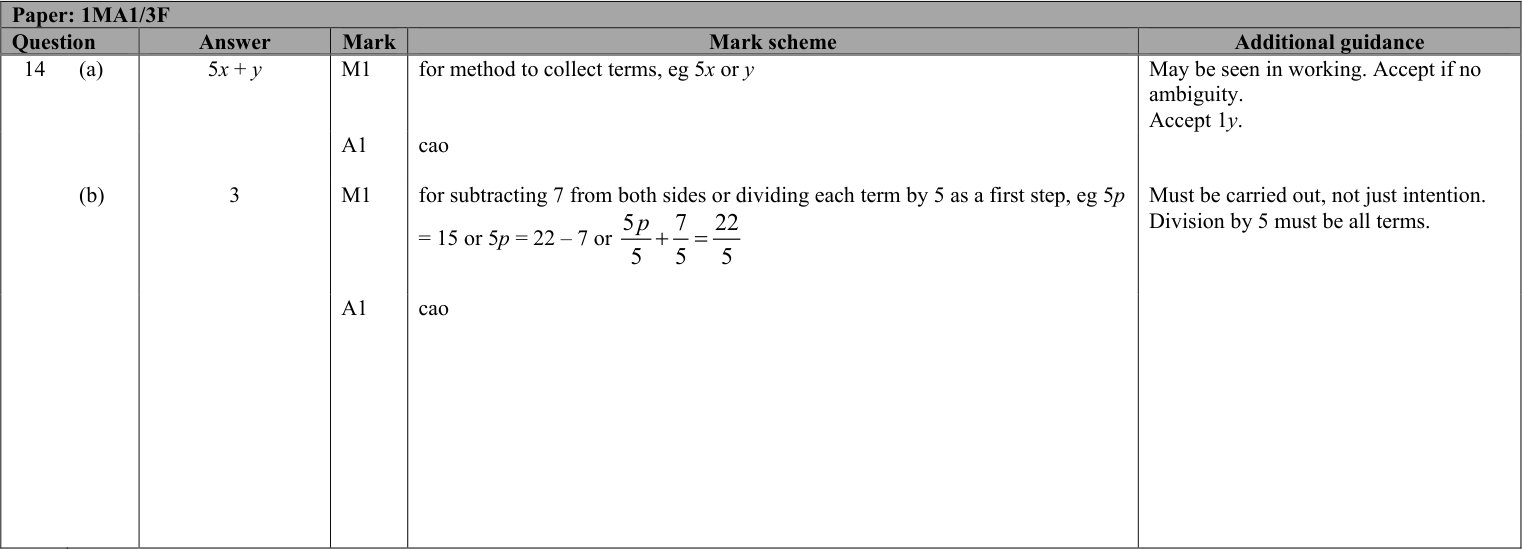 Paper: 1MA1/3F
Question Answer Mark Mark scheme Additional guidance
14 (a) 5x + y M1 for method to collect terms, eg 5x or y May be seen in working. Accept if no
ambiguity.
Accept 1y.
A1 cao
(b) 3 M1 for subtracting 7 from both sides or dividing each term by 5 as a first step, eg 5p Must be carried out, not just intention.
= 15 or 5p = 22 – 7 or 5p/5 + 7/5 = 22/5 Division by 5 must be all terms.
A1 cao